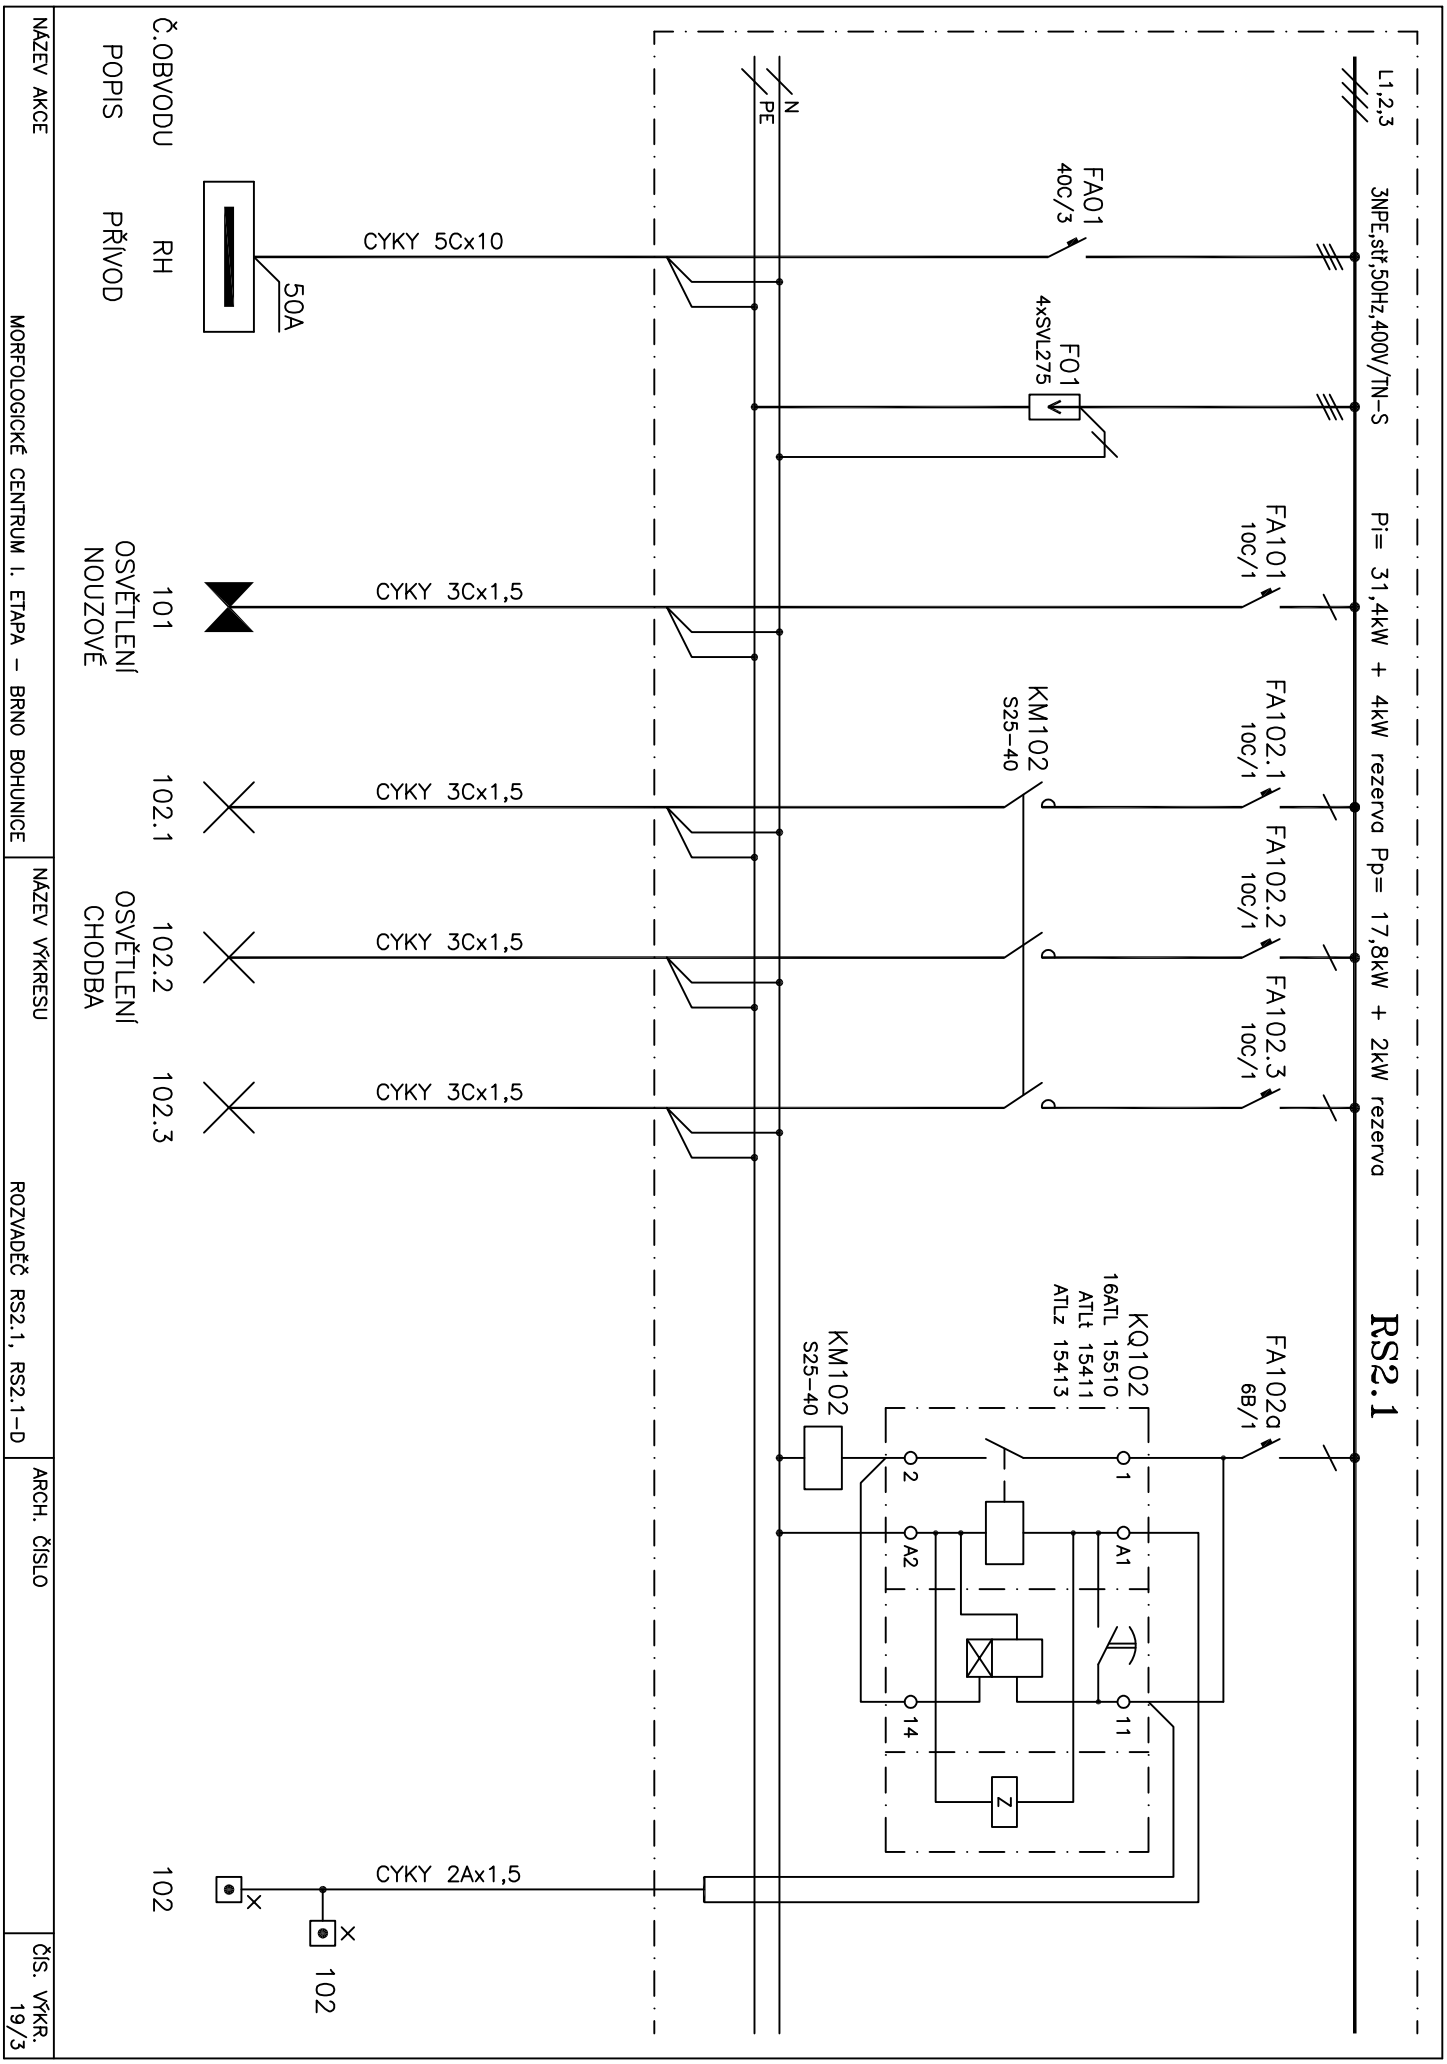 RS2.1
L1,2,3
3NPE,stř,50Hz,400V/TN-S
Pi= 31,4kW + 4kW rezerva Pp= 17,8kW + 2kW rezerva
FA101
10C/1
FA102.1
10C/1
FA102.2
10C/1
FA102.3
10C/1
FA102a
6B/1
FA01
40C/3
F01
4xSVL275
KM102
S25-40
KQ102
16ATL 15510
ATLt 15411
ATLz 15413
1
A1
11
2
A2
14
Z
KM102
S25-40
N
PE
CYKY 5Cx10
CYKY 3Cx1,5
CYKY 3Cx1,5
CYKY 3Cx1,5
CYKY 3Cx1,5
CYKY 2Ax1,5
50A
x
x
102
Č.OBVODU
RH
101
102.1
102.2
102.3
102
POPIS
PŘÍVOD
OSVĚTLENÍ
NOUZOVÉ
OSVĚTLENÍ
CHODBA
NÁZEV AKCE
MORFOLOGICKÉ CENTRUM I. ETAPA - BRNO BOHUNICE
NÁZEV VÝKRESU
ROZVADĚČ RS2.1, RS2.1-D
ARCH. ČÍSLO
ČÍS. VÝKR.
19/3